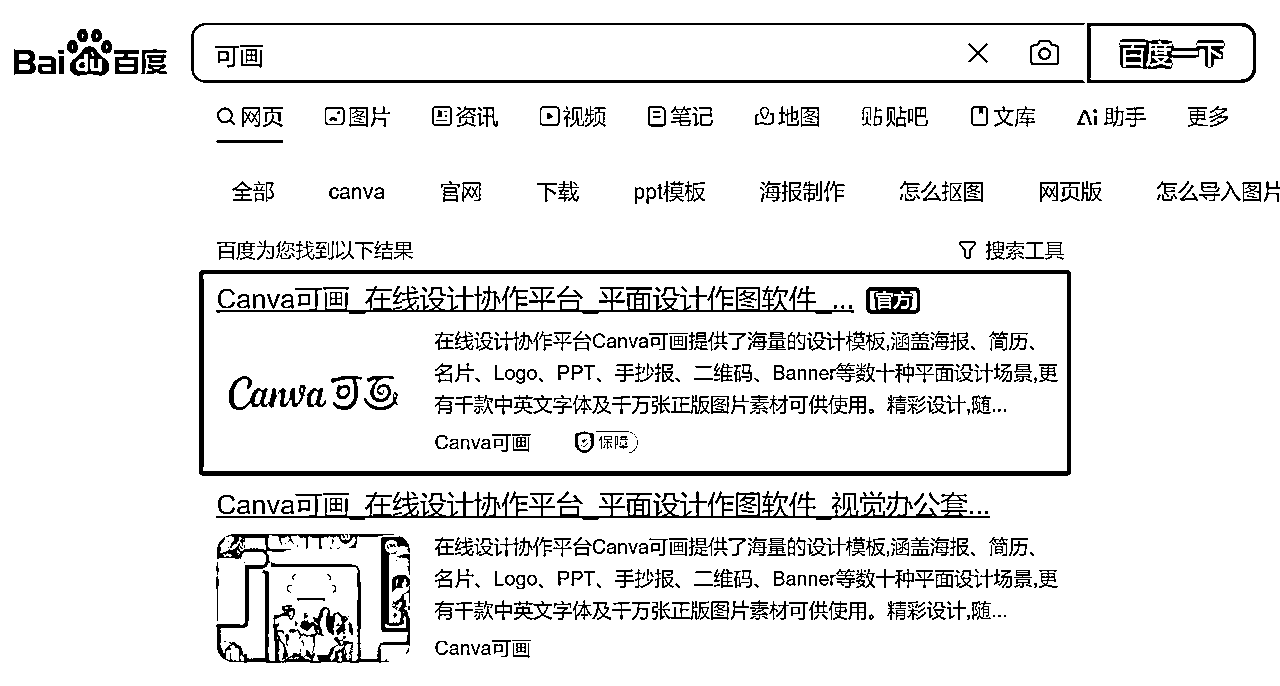 Bai du 百度 可画 百度一下
网页 图片 资讯 视频 笔记 地图 贴吧 文库 Ai 助手 更多
全部 canva 官网 下载 ppt模板 海报制作 怎么抠图 网页版 怎么导入图片
百度为您找到以下结果 搜索工具
Canva可画_在线设计协作平台_平面设计作图软件_... 官方
在线设计协作平台Canva可画提供了海量的设计模板,涵盖海报、简历、
名片、Logo、PPT、手抄报、二维码、Banner等数十种平面设计场景,更
有千款中英文字体及千万张正版图片素材可供使用。精彩设计,随...
Canva可画
Canva可画 保障
Canva可画_在线设计协作平台_平面设计作图软件_视觉办公套...
在线设计协作平台Canva可画提供了海量的设计模板,涵盖海报、简历、
名片、Logo、PPT、手抄报、二维码、Banner等数十种平面设计场景,更
有千款中英文字体及千万张正版图片素材可供使用。精彩设计,随...
Canva可画